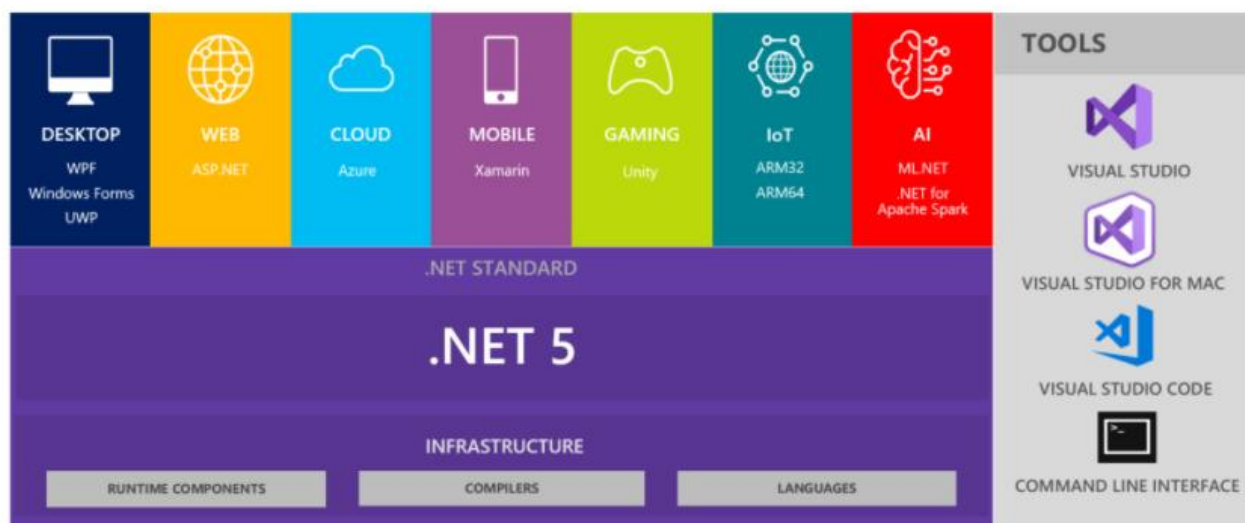 DESKTOP
WPF
Windows Forms
UWP
WEB
ASP.NET
CLOUD
Azure
MOBILE
Xamarin
GAMING
Unity
IoT
ARM32
ARM64
AI
ML.NET
.NET for
Apache Spark
.NET STANDARD
.NET 5
INFRASTRUCTURE
RUNTIME COMPONENTS
COMPILERS
LANGUAGES
TOOLS
VISUAL STUDIO
VISUAL STUDIO FOR MAC
VISUAL STUDIO CODE
>_
COMMAND LINE INTERFACE